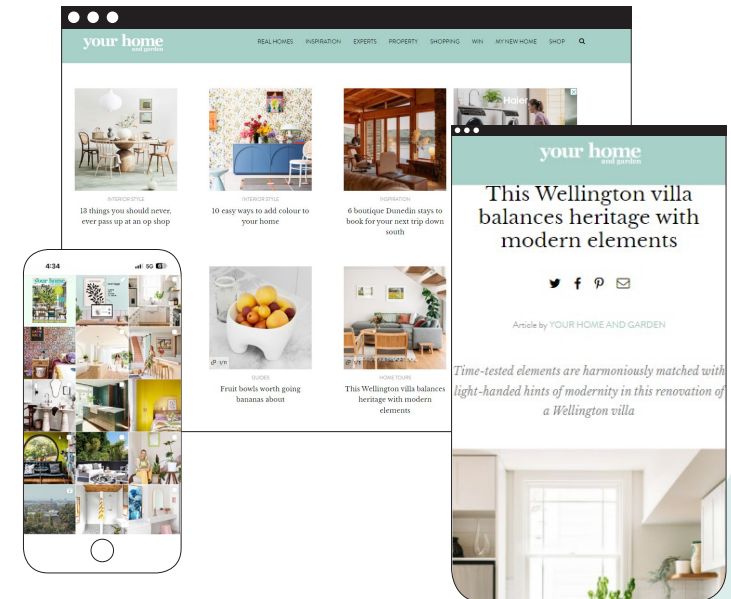 your home
and garden
REAL HOMES INSPIRATION EXPERTS PROPERTY SHOPPING WIN MY NEW HOME SHOP
Haier
INTERIOR STYLE
13 things you should never,
ever pass up at an op shop
INTERIOR STYLE
10 easy ways to add colour to
your home
INSPIRATION
6 boutique Dunedin stays to
book for your next trip down
south
GUIDES
Fruit bowls worth going
bananas about
HOME TOURS
This Wellington villa balances
heritage with modern
elements
4:34
5G
your home
your home
and garden
This Wellington villa
balances heritage with
modern elements
Article by YOUR HOME AND GARDEN
Time-tested elements are harmoniously matched with
light-handed hints of modernity in this renovation of
a Wellington villa